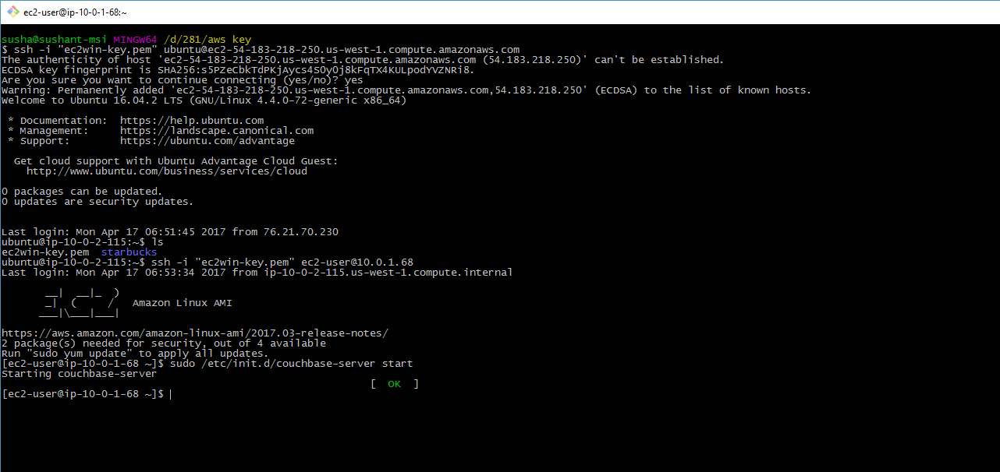 ec2-user@ip-10-0-1-68:~
susha@sushant-msi MINGW64 /d/281/aws key
$ ssh -i "ec2win-key.pem" ubuntu@ec2-54-183-218-250.us-west-1.compute.amazonaws.com
The authenticity of host 'ec2-54-183-218-250.us-west-1.compute.amazonaws.com (54.183.218.250)' can't be established.
ECDSA key fingerprint is SHA256:s5PZeCbkTdPKjAycs4SOyOj8kFqTX4KULpodYVZNRi8.
Are you sure you want to continue connecting (yes/no)? yes
Warning: Permanently added 'ec2-54-183-218-250.us-west-1.compute.amazonaws.com,54.183.218.250' (ECDSA) to the list of known hosts.
Welcome to Ubuntu 16.04.2 LTS (GNU/Linux 4.4.0-72-generic x86_64)
* Documentation:  https://help.ubuntu.com
* Management:     https://landscape.canonical.com
* Support:        https://ubuntu.com/advantage
Get cloud support with Ubuntu Advantage Cloud Guest:
http://www.ubuntu.com/business/services/cloud
0 packages can be updated.
0 updates are security updates.
Last login: Mon Apr 17 06:51:45 2017 from 76.21.70.230
ubuntu@ip-10-0-2-115:~$ ls
ec2win-key.pem  starbucks
ubuntu@ip-10-0-2-115:~$ ssh -i "ec2win-key.pem" ec2-user@10.0.1.68
Last login: Mon Apr 17 06:53:34 2017 from ip-10-0-2-115.us-west-1.compute.internal
__|  __|_  )
_|  (     /   Amazon Linux AMI
___|\___|___|
https://aws.amazon.com/amazon-linux-ami/2017.03-release-notes/
2 package(s) needed for security, out of 4 available
Run "sudo yum update" to apply all updates.
[ec2-user@ip-10-0-1-68 ~]$ sudo /etc/init.d/couchbase-server start
Starting couchbase-server
[  OK  ]
[ec2-user@ip-10-0-1-68 ~]$